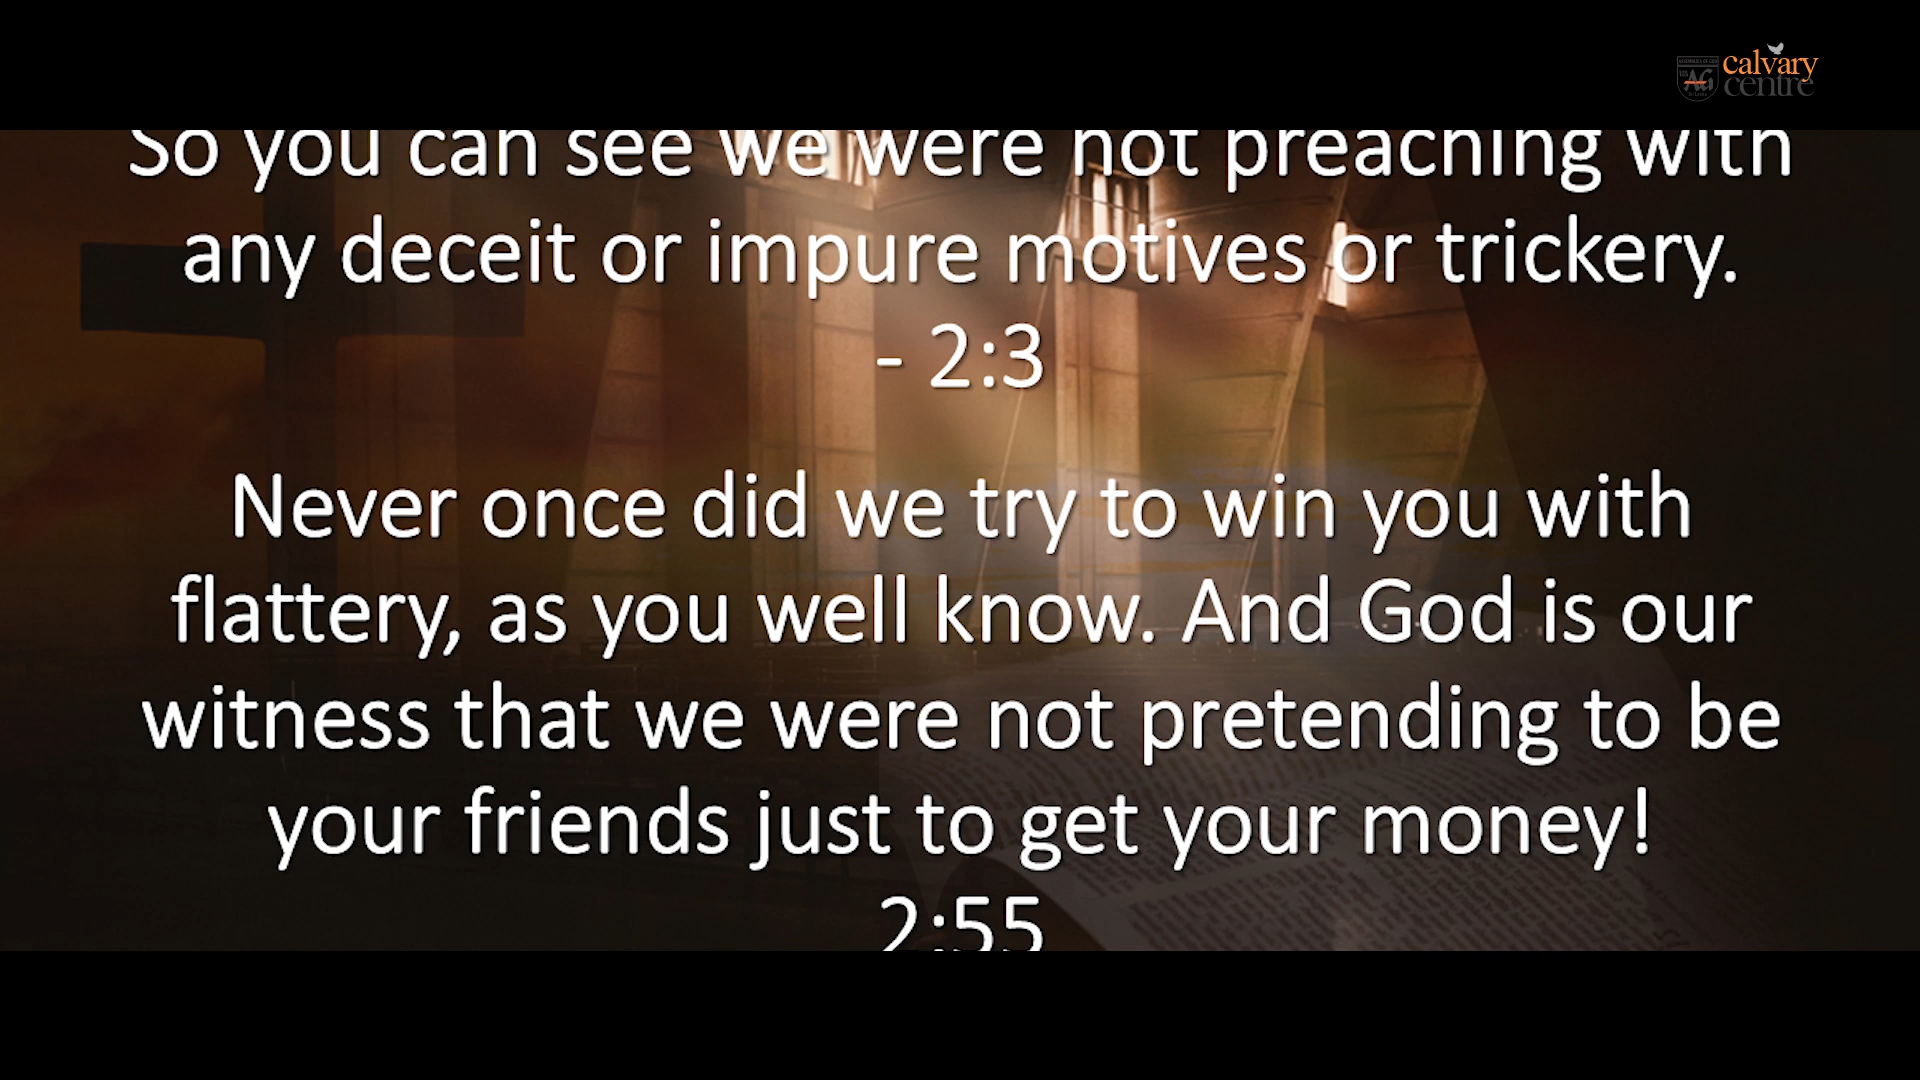 calvary
centre
So you can see we were not preaching with
any deceit or impure motives or trickery.
- 2:3
Never once did we try to win you with
flattery, as you well know. And God is our
witness that we were not pretending to be
your friends just to get your money!
2:55